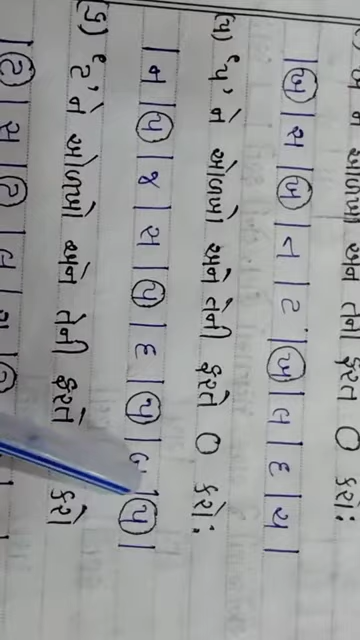 ને ઓળખો અને તેની ફરતે O કરો:
| ખ | સ | ખ | ન | ટ | ખ | વ | દ | ય |
(૫) 'પ' ને ઓળખો અને તેની ફરતે O કરો:
| ન | પ | જ | સ | પ | દ | પ | પ |
(૬) 'ટ' ને ઓળખો અને તેની ફરતે કરો
| ટ | સ | ટ |